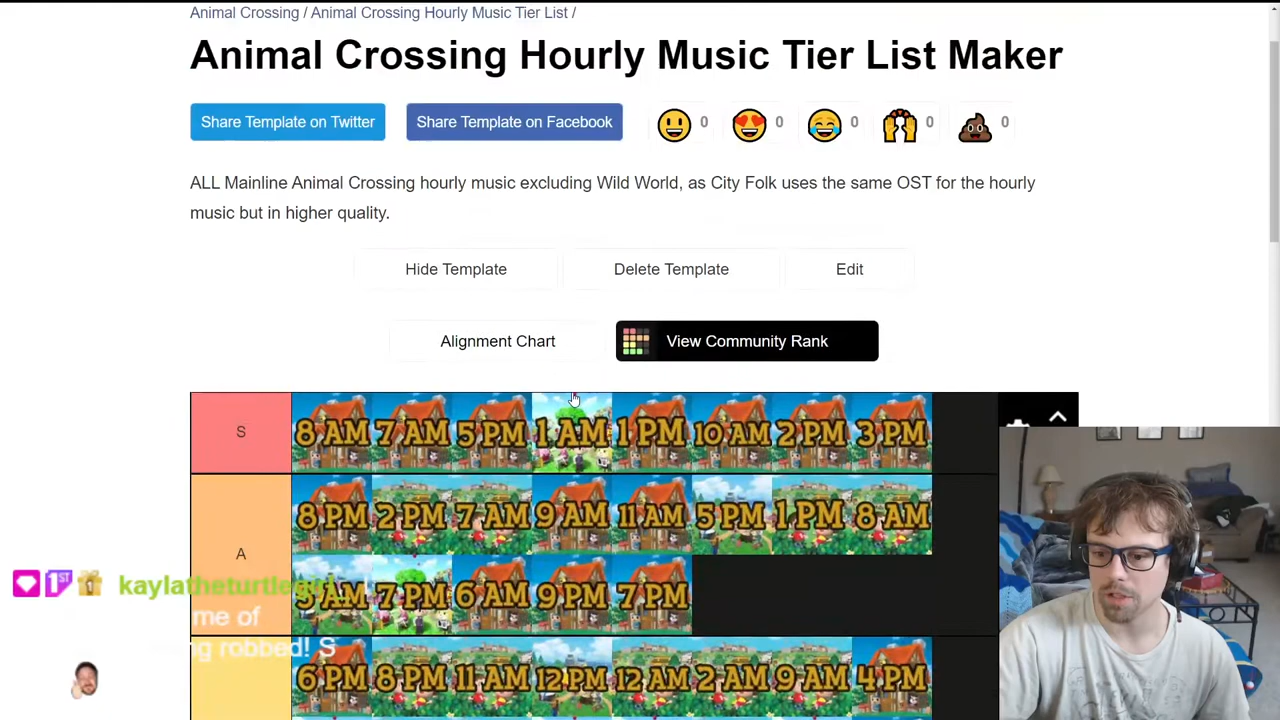 Animal Crossing / Animal Crossing Hourly Music Tier List /
Animal Crossing Hourly Music Tier List Maker
Share Template on Twitter Share Template on Facebook 0 0 0 0 0
ALL Mainline Animal Crossing hourly music excluding Wild World, as City Folk uses the same OST for the hourly
music but in higher quality.
Hide Template Delete Template Edit
Alignment Chart View Community Rank
S 8 AM 7 AM 5 PM 1 AM 1 PM 10 AM 2 PM 3 PM
A 8 PM 2 PM 7 AM 9 AM 11 AM 5 PM 1 PM 8 AM
AM 7 PM 6 AM 9 PM 7 PM
6 PM 8 PM 11 AM 12 PM 12 AM 2 AM 9 AM 4 PM
1ST
me of
robbed! S